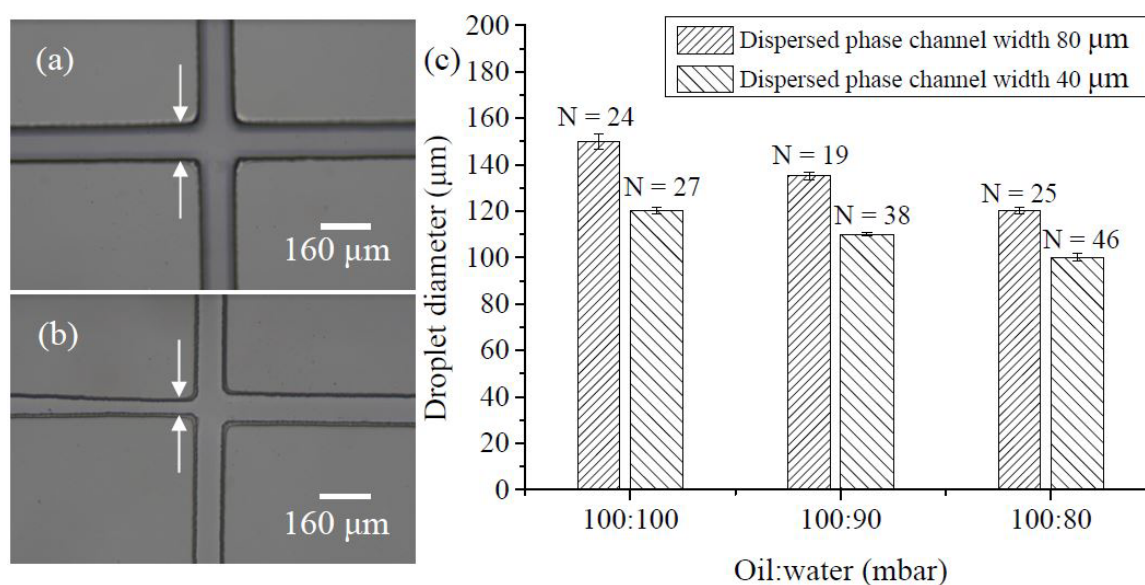 (a)
160 µm
(b)
160 µm
(c)
Dispersed phase channel width 80 µm
Dispersed phase channel width 40 µm
Droplet diameter (µm)
200
180
160
140
120
100
80
60
40
20
0
N = 24
N = 27
N = 19
N = 38
N = 25
N = 46
100:100
100:90
100:80
Oil:water (mbar)